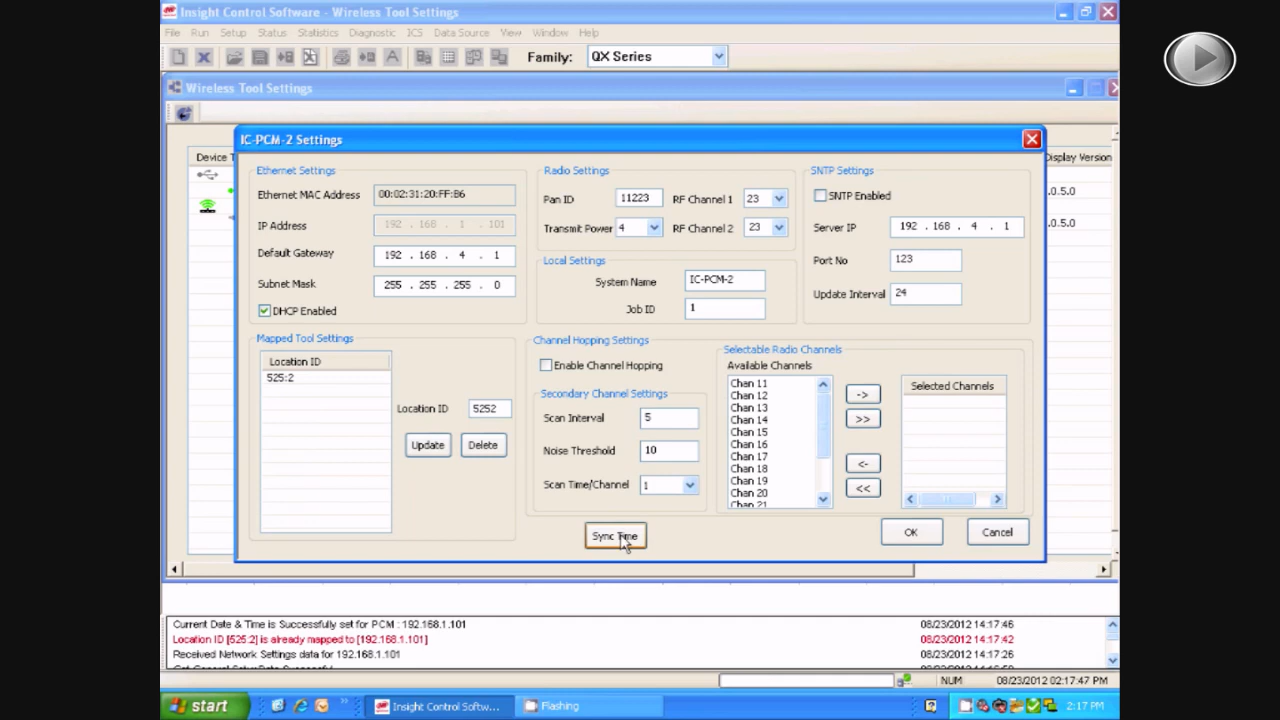 Insight Control Software - Wireless Tool Settings
File Run Setup Status Statistics Diagnostic ICS Data Source View Window Help
Family: QX Series
Wireless Tool Settings
Device T
Display Version
.0.5.0
.0.5.0
IC-PCM-2 Settings
Ethernet Settings
Ethernet MAC Address 00:02:31:20:FF:B6
IP Address 192 . 168 . 1 . 101
Default Gateway 192 . 168 . 4 . 1
Subnet Mask 255 . 255 . 255 . 0
DHCP Enabled
Radio Settings
Pan ID 11223 RF Channel 1 23
Transmit Power 4 RF Channel 2 23
Local Settings
System Name IC-PCM-2
Job ID 1
SNTP Settings
SNTP Enabled
Server IP 192 . 168 . 4 . 1
Port No 123
Update Interval 24
Mapped Tool Settings
Location ID
525:2
Location ID 5252
Update Delete
Channel Hopping Settings
Enable Channel Hopping
Secondary Channel Settings
Scan Interval 5
Noise Threshold 10
Scan Time/Channel 1
Selectable Radio Channels
Available Channels
Chan 11
Chan 12
Chan 13
Chan 14
Chan 15
Chan 16
Chan 17
Chan 18
Chan 19
Chan 20
Chan 21
->
>>
<-
<<
Selected Channels
Sync Time
OK Cancel
Current Date & Time is Successfully set for PCM : 192.168.1.101 08/23/2012 14:17:46
Location ID [525:2] is already mapped to [192.168.1.101] 08/23/2012 14:17:42
Received Network Settings data for 192.168.1.101 08/23/2012 14:17:26
NUM 08/23/2012 02:17:47 PM
start Insight Control Softw... Flashing 2:17 PM